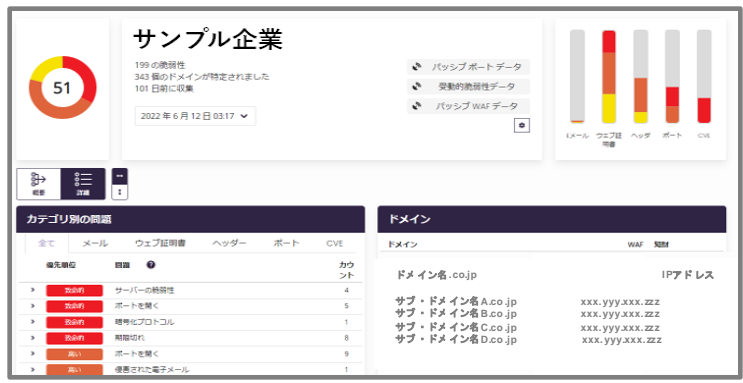 51
サンプル企業
199 の脆弱性
343 個のドメインが特定されました
101 日前に収集
2022 年 6 月 12 日 03:17
パッシブ ポート データ
受動的脆弱性データ
パッシブ WAF データ
Eメール ウェブ証明書 ヘッダ ポート CVE
概要 詳細
カテゴリ別の問題
全て メール ウェブ証明書 ヘッダー ポート CVE
優先順位 問題 カウント
致命的 サーバーの脆弱性 4
致命的 ポートを開く 5
致命的 暗号化プロトコル 1
致命的 期限切れ 8
高い ポートを開く 9
高い 侵害された電子メール 1
ドメイン
ドメイン WAF 知財
ドメイン名.co.jp IPアドレス
サブ・ドメイン名A.co.jp xxx.yyy.xxx.zzz
サブ・ドメイン名B.co.jp xxx.yyy.xxx.zzz
サブ・ドメイン名C.co.jp xxx.yyy.xxx.zzz
サブ・ドメイン名D.co.jp xxx.yyy.xxx.zzz